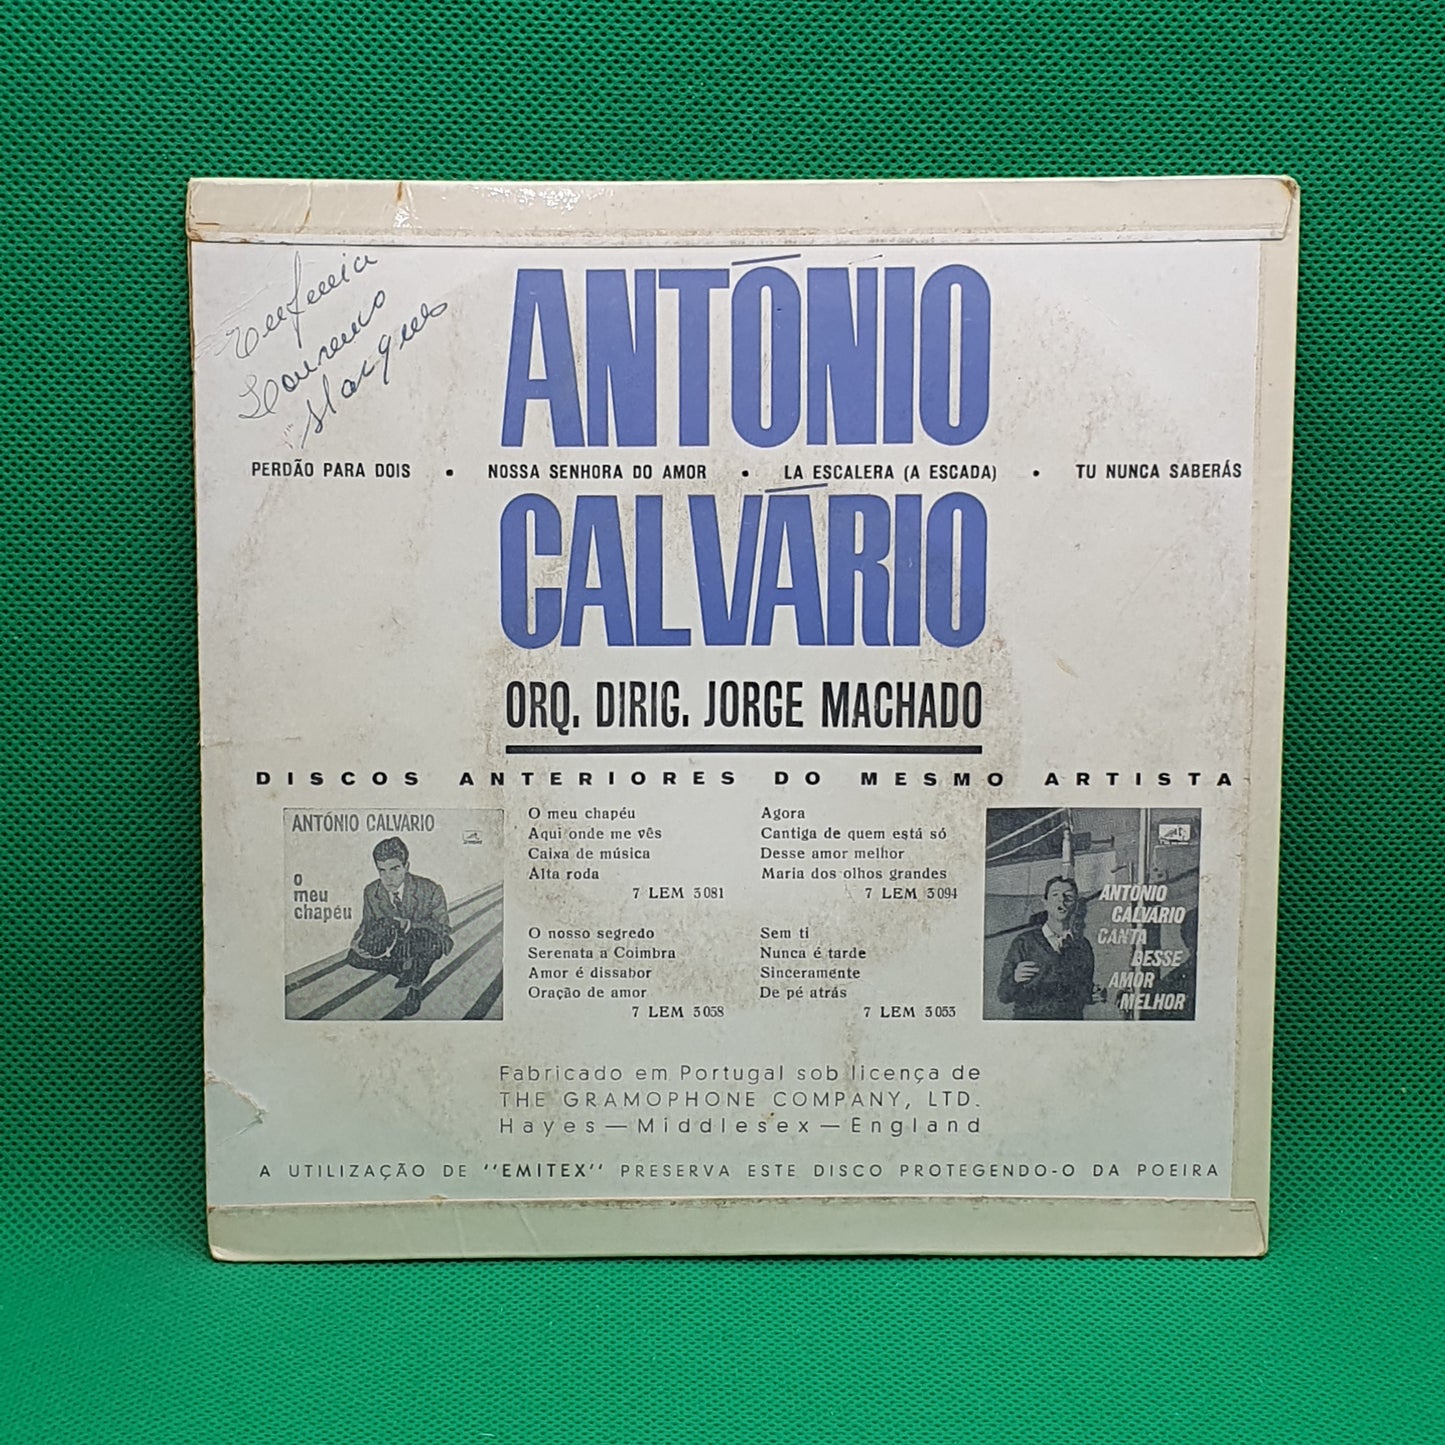 Lourenço
Marques
ANTÓNIO
PERDÃO PARA DOIS • NOSSA SENHORA DO AMOR • LA ESCALERA (A ESCADA) • TU NUNCA SABERÁS
CALVÁRIO
ORQ. DIRIG. JORGE MACHADO
DISCOS ANTERIORES DO MESMO ARTISTA
ANTÓNIO CALVARIO
o
meu
chapéu
O meu chapéu
Aqui onde me vês
Caixa de música
Alta roda
7 LEM 3081
Agora
Cantiga de quem está só
Desse amor melhor
Maria dos olhos grandes
7 LEM 3094
O nosso segredo
Serenata a Coimbra
Amor é dissabor
Oração de amor
7 LEM 3058
Sem ti
Nunca é tarde
Sinceramente
De pé atrás
7 LEM 3053
ANTONIO
CALVARIO
CANTA
DESSE
AMOR
MELHOR
Fabricado em Portugal sob licença de
THE GRAMOPHONE COMPANY, LTD.
Hayes — Middlesex — England
A UTILIZAÇÃO DE "EMITEX" PRESERVA ESTE DISCO PROTEGENDO-O DA POEIRA